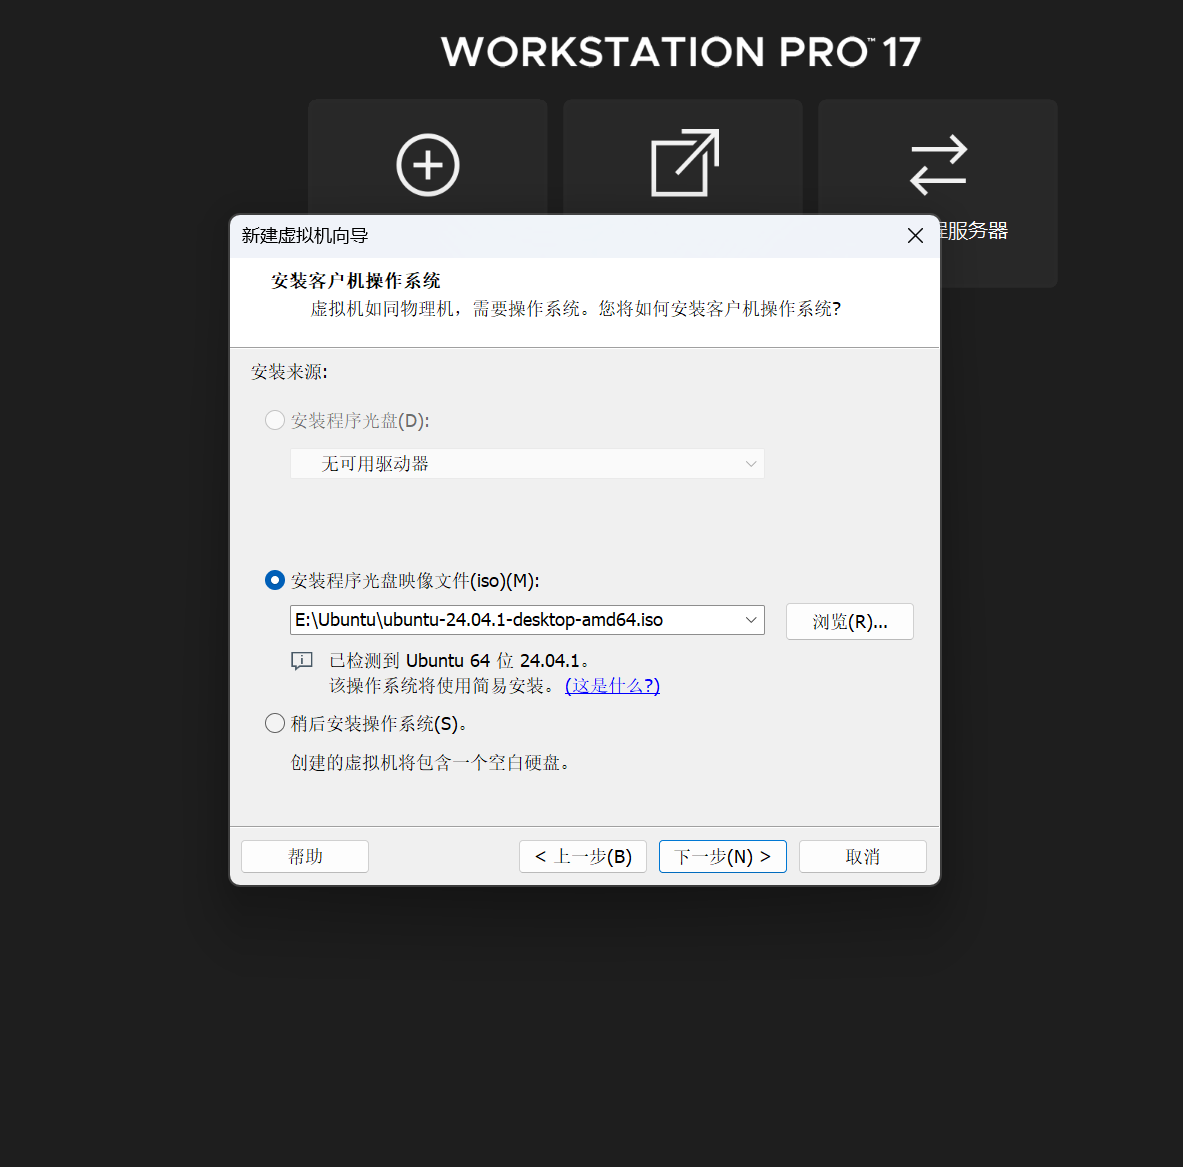 WORKSTATION PRO™ 17
程服务器
新建虚拟机向导
安装客户机操作系统
虚拟机如同物理机，需要操作系统。您将如何安装客户机操作系统?
安装来源:
安装程序光盘(D):
无可用驱动器
安装程序光盘映像文件(iso)(M):
E:\Ubuntu\ubuntu-24.04.1-desktop-amd64.iso
浏览(R)...
已检测到 Ubuntu 64 位 24.04.1。
该操作系统将使用简易安装。(这是什么?)
稍后安装操作系统(S)。
创建的虚拟机将包含一个空白硬盘。
帮助
< 上一步(B)
下一步(N) >
取消